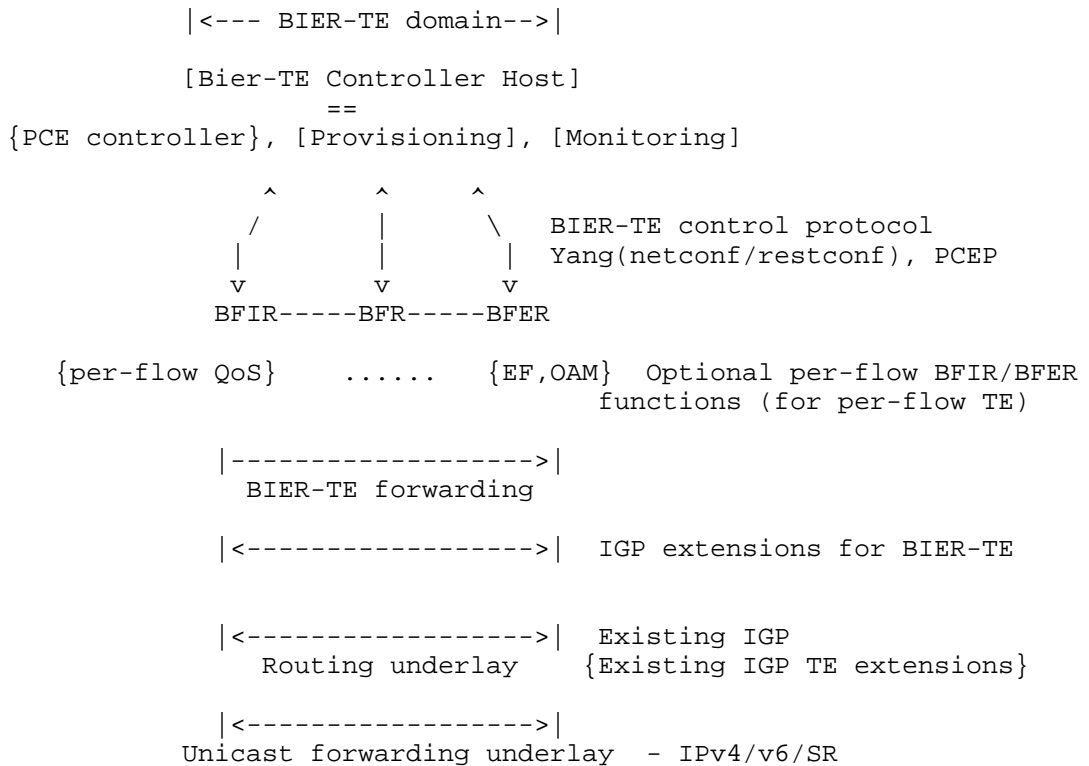 |<--- BIER-TE domain-->|
[Bier-TE Controller Host]
==
{PCE controller}, [Provisioning], [Monitoring]
^ ^ ^
/ | \ BIER-TE control protocol
| | | Yang(netconf/restconf), PCEP
v v v
BFIR-----BFR-----BFER
{per-flow QoS} ...... {EF,OAM} Optional per-flow BFIR/BFER
functions (for per-flow TE)
|------------------->|
BIER-TE forwarding
|<------------------>| IGP extensions for BIER-TE
|<------------------>| Existing IGP
Routing underlay {Existing IGP TE extensions}
|<------------------>|
Unicast forwarding underlay - IPv4/v6/SR